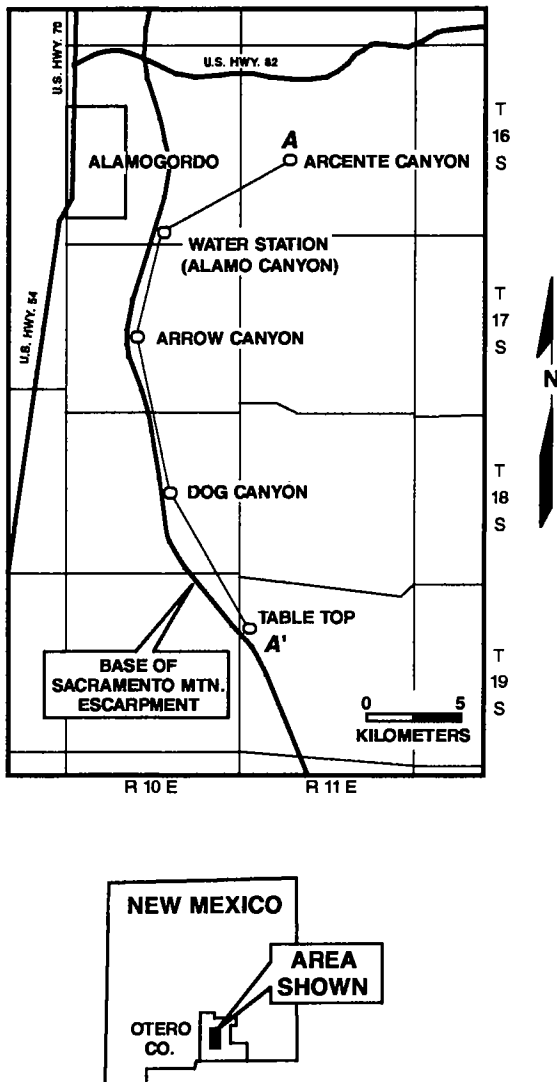 U.S. HWY. 70
U.S. HWY. 82
T
16
S
A
ALAMOGORDO
ARCENTE CANYON
WATER STATION
(ALAMO CANYON)
U.S. HWY. 54
T
17
S
ARROW CANYON
N
DOG CANYON
T
18
S
TABLE TOP
A'
BASE OF
SACRAMENTO MTN.
ESCARPMENT
T
19
S
0 5
KILOMETERS
R 10 E R 11 E
NEW MEXICO
AREA
SHOWN
OTERO
CO.